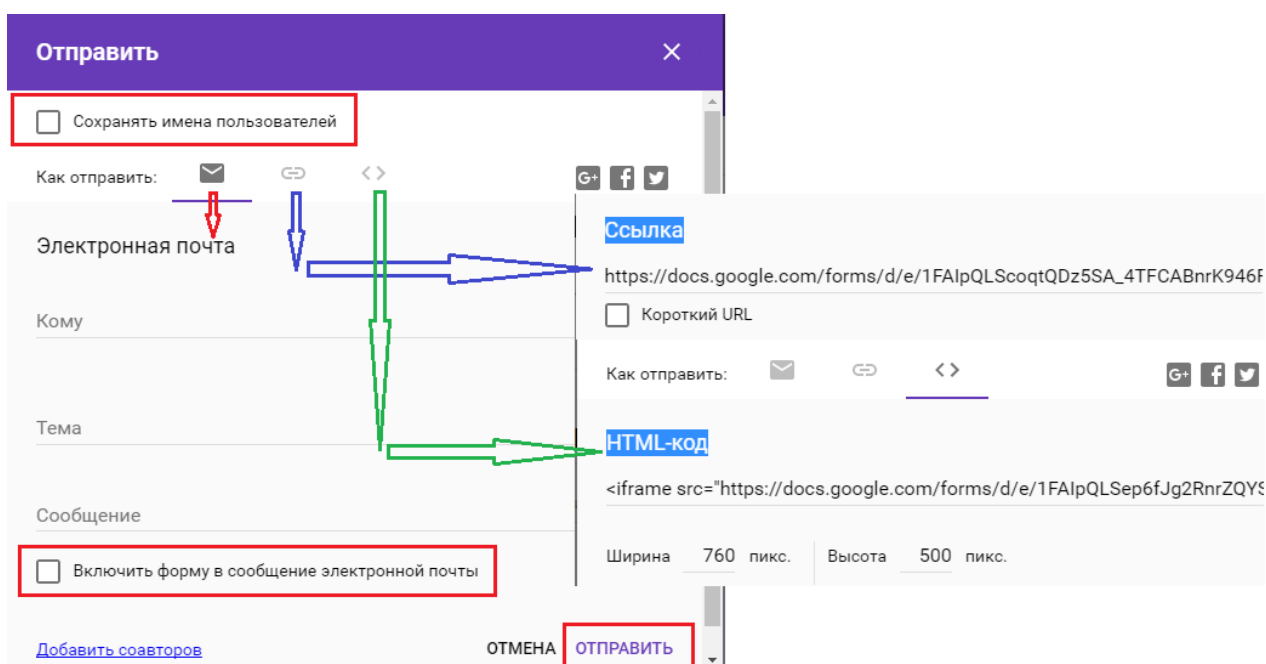 Отправить
Сохранять имена пользователей
Как отправить:
G+
Электронная почта
Кому
Тема
Сообщение
Включить форму в сообщение электронной почты
Добавить соавторов
ОТМЕНА ОТПРАВИТЬ
Ссылка
https://docs.google.com/forms/d/e/1FAIpQLScoqtQDz5SA_4TFCABnrK946F
Короткий URL
Как отправить:
G+
HTML-код
<iframe src="https://docs.google.com/forms/d/e/1FAIpQLSep6fJg2RnrZQYS
Ширина 760 пикс. Высота 500 пикс.